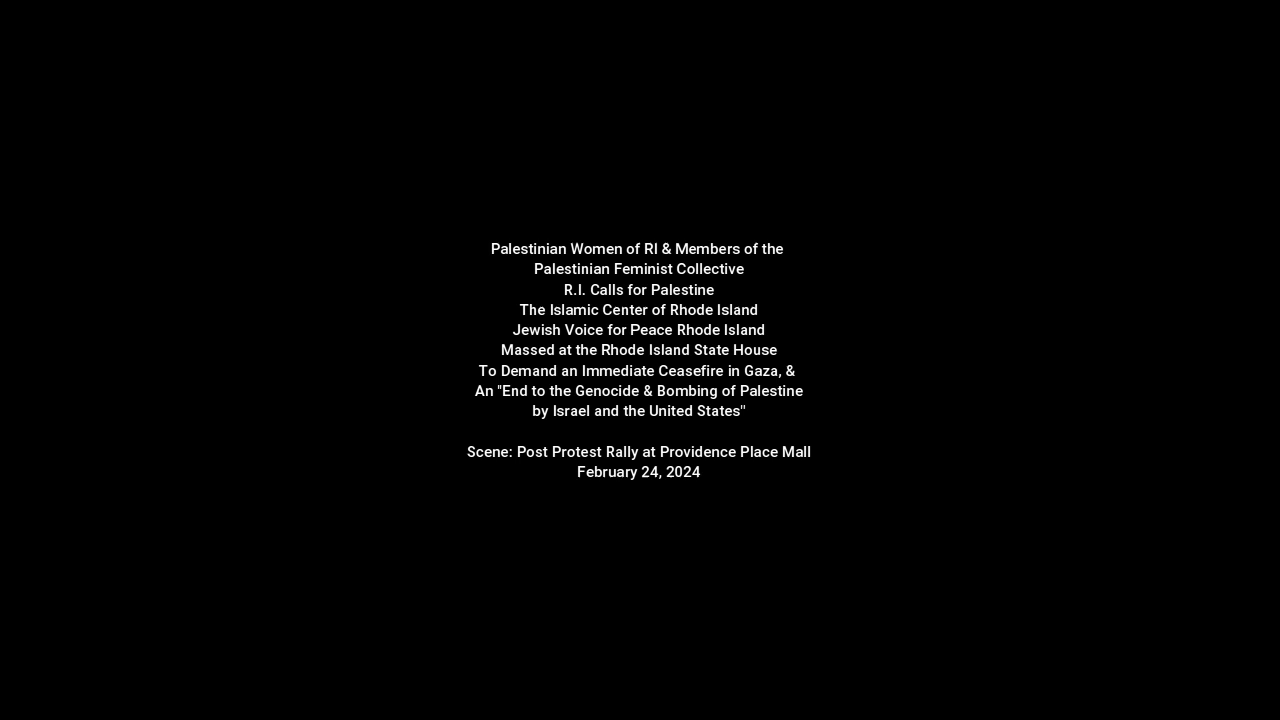 Palestinian Women of RI & Members of the
Palestinian Feminist Collective
R.I. Calls for Palestine
The Islamic Center of Rhode Island
Jewish Voice for Peace Rhode Island
Massed at the Rhode Island State House
To Demand an Immediate Ceasefire in Gaza, &
An "End to the Genocide & Bombing of Palestine
by Israel and the United States"
Scene: Post Protest Rally at Providence Place Mall
February 24, 2024